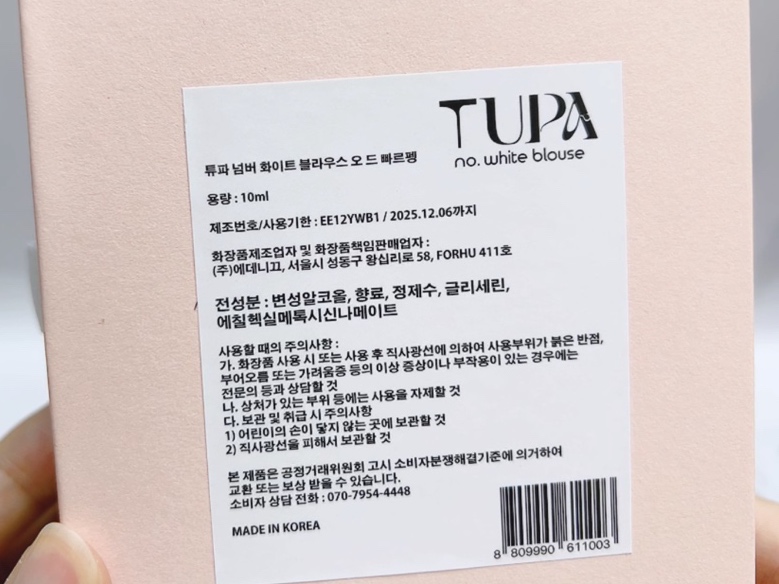 TUPA
no. white blouse
튜파 넘버 화이트 블라우스 오 드 빠르펭
용량 : 10ml
제조번호/사용기한 : EE12YWB1 / 2025.12.06까지
화장품제조업자 및 화장품책임판매업자 :
(주)에데니끄, 서울시 성동구 왕십리로 58, FORHU 411호
전성분 : 변성알코올, 향료, 정제수, 글리세린,
에칠헥실메톡시신나메이트
사용할 때의 주의사항 :
가. 화장품 사용 시 또는 사용 후 직사광선에 의하여 사용부위가 붉은 반점,
부어오름 또는 가려움증 등의 이상 증상이나 부작용이 있는 경우에는
전문의 등과 상담할 것
나. 상처가 있는 부위 등에는 사용을 자제할 것
다. 보관 및 취급 시 주의사항
1) 어린이의 손이 닿지 않는 곳에 보관할 것
2) 직사광선을 피해서 보관할 것
본 제품은 공정거래위원회 고시 소비자분쟁해결기준에 의거하여
교환 또는 보상 받을 수 있습니다.
소비자 상담 전화 : 070-7954-4448
MADE IN KOREA
8 809990 611003